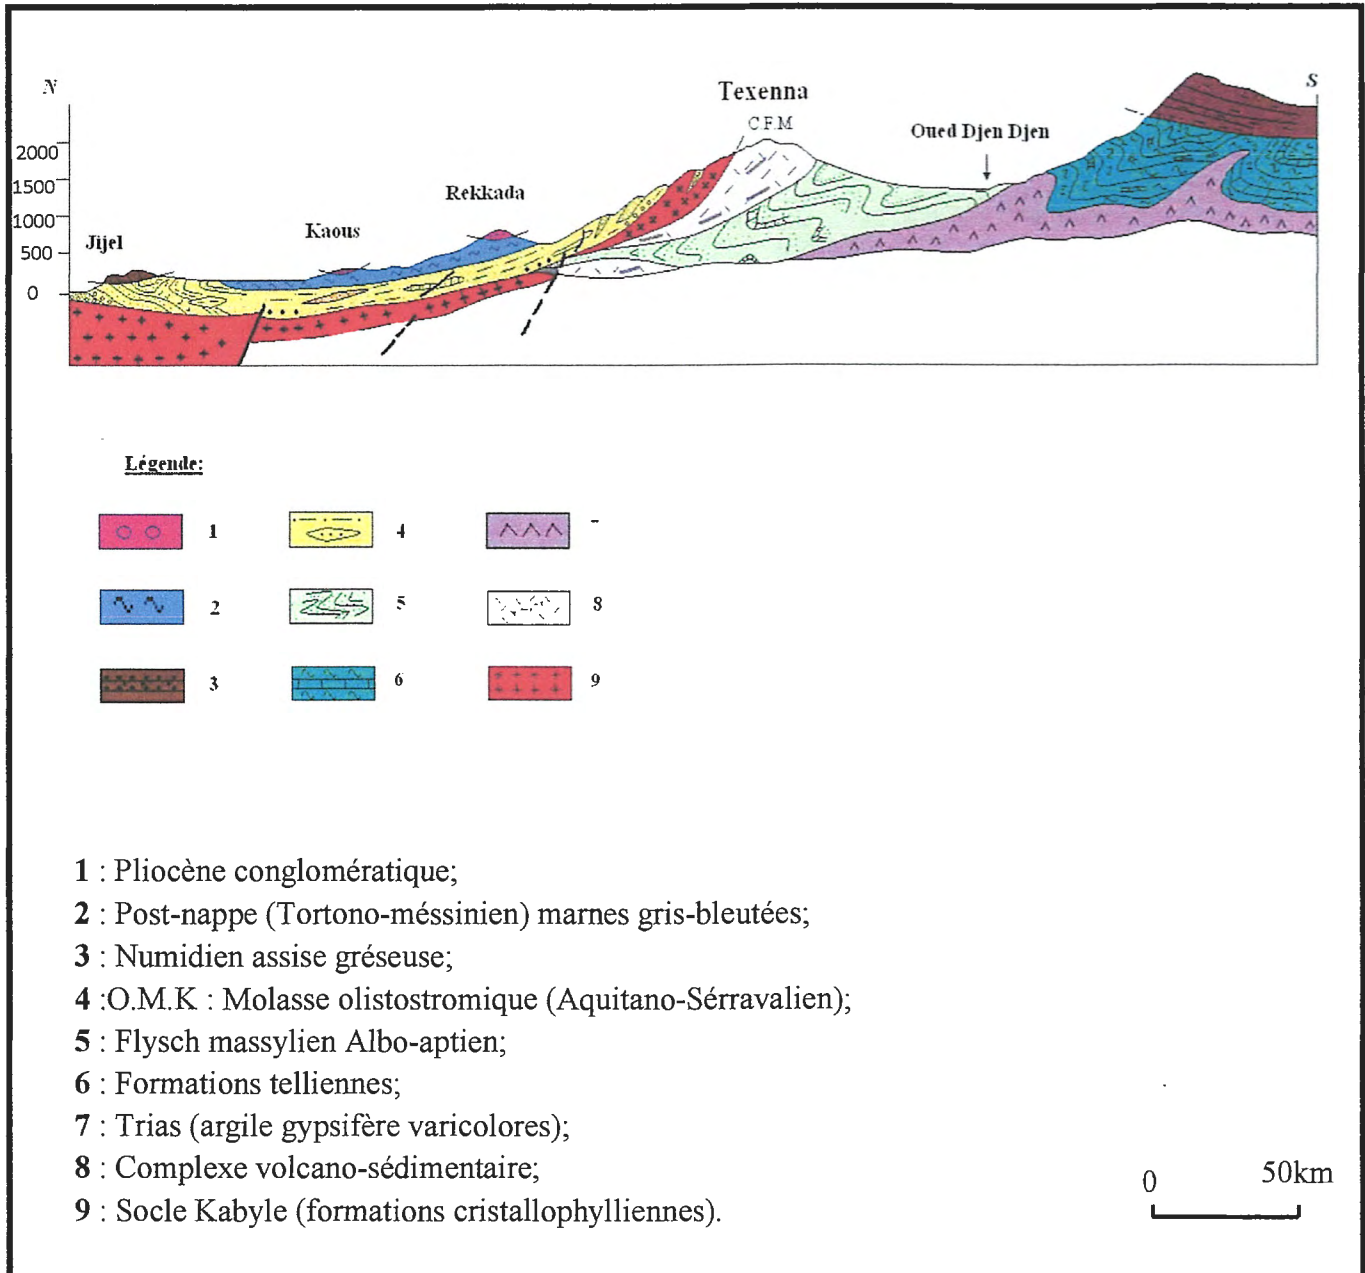 N
S
Texenna
C.F.M
Oued Djen Djen
Rekkada
Kaous
Jijel
2000
1500
1000
500
0
Légende:
1
4
2
5
8
3
6
9
1 : Pliocène conglomératique;
2 : Post-nappe (Tortono-méssinien) marnes gris-bleutées;
3 : Numidien assise gréseuse;
4 :O.M.K : Molasse olistostromique (Aquitano-Sérravalien);
5 : Flysch massylien Albo-aptien;
6 : Formations telliennes;
7 : Trias (argile gypsifère varicolores);
8 : Complexe volcano-sédimentaire;
9 : Socle Kabyle (formations cristallophylliennes).
0 50km